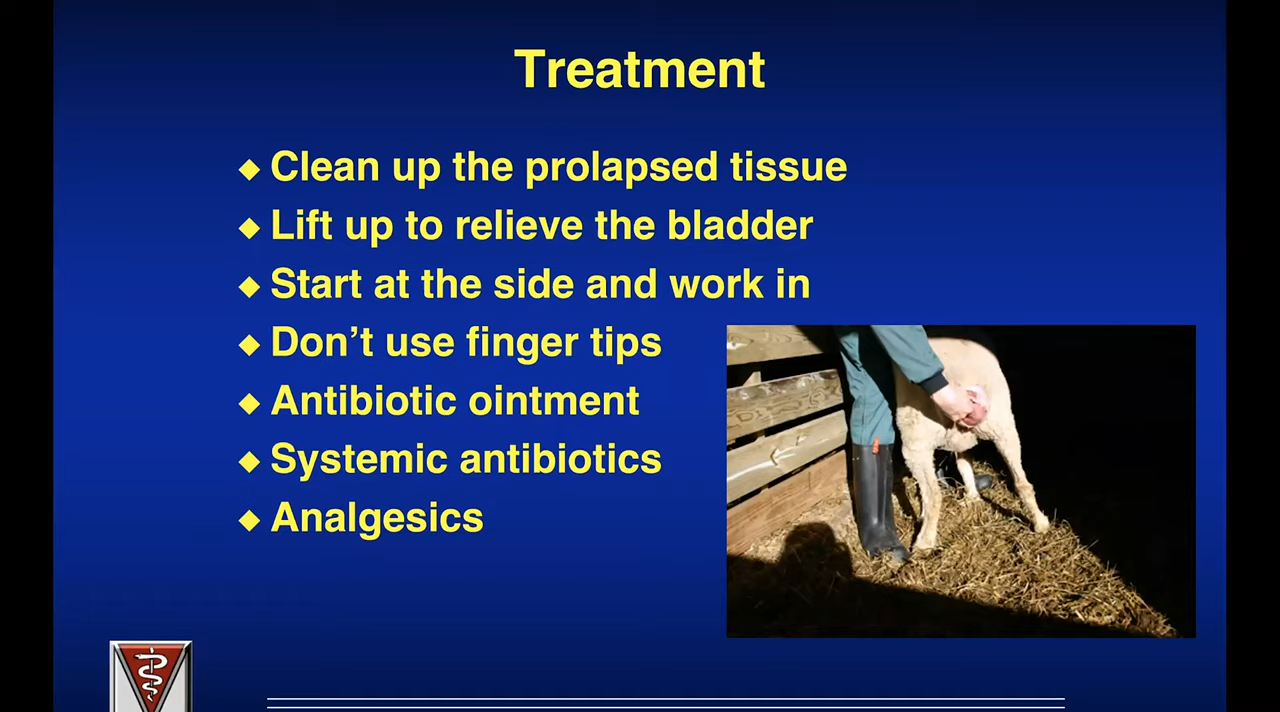 Treatment
Clean up the prolapsed tissue
Lift up to relieve the bladder
Start at the side and work in
Don’t use finger tips
Antibiotic ointment
Systemic antibiotics
Analgesics